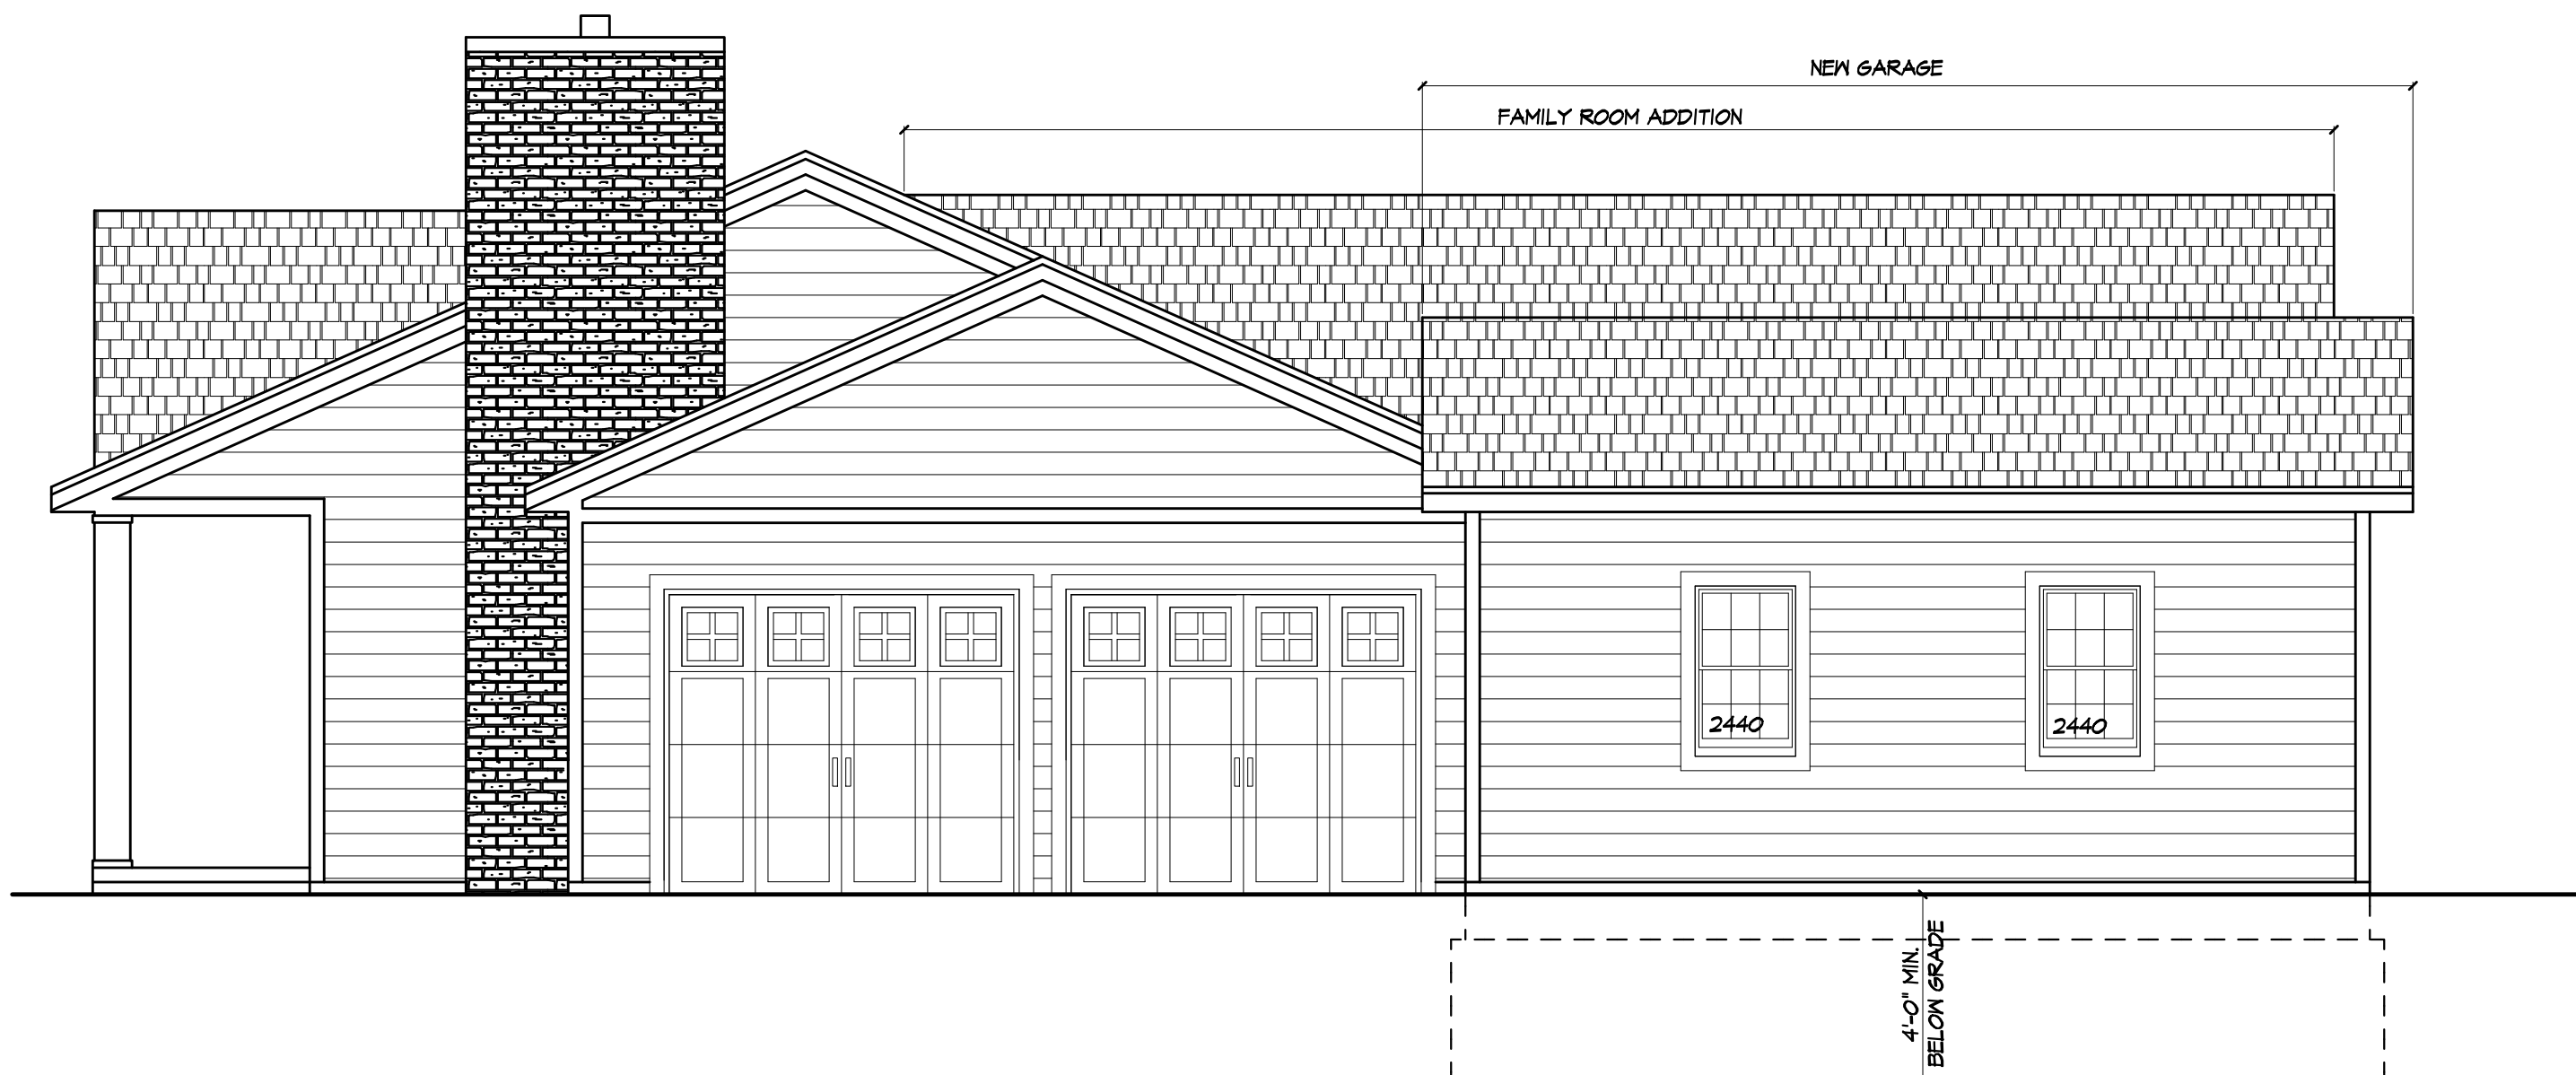 NEW GARAGE
FAMILY ROOM ADDITION
2440
2440
4'-0" MIN.
BELOW GRADE